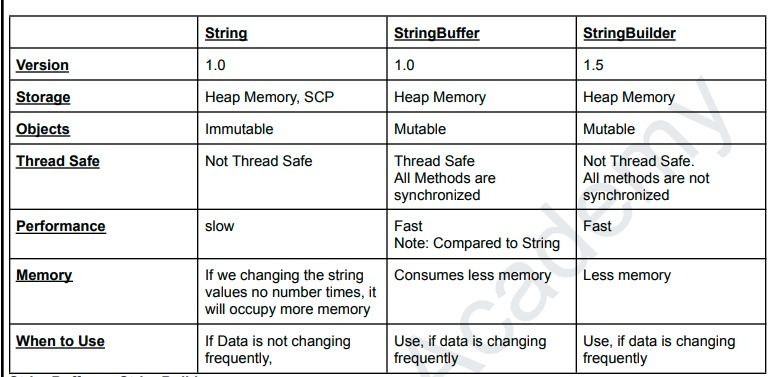 String StringBuffer StringBuilder
Version 1.0 1.0 1.5
Storage Heap Memory, SCP Heap Memory Heap Memory
Objects Immutable Mutable Mutable
Thread Safe Not Thread Safe Thread Safe Not Thread Safe.
All Methods are All methods are not
synchronized synchronized
Performance slow Fast Fast
Note: Compared to String
Memory If we changing the string Consumes less memory Less memory
values no number times, it
will occupy more memory
When to Use If Data is not changing Use, if data is changing Use, if data is changing
frequently, frequently frequently
Academy